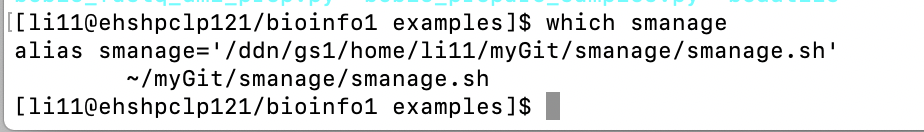 [[li11@ehshpclp121/bioinfo1 examples]$ which smanage
alias smanage='/ddn/gs1/home/li11/myGit/smanage/smanage.sh'
        ~/myGit/smanage/smanage.sh
[li11@ehshpclp121/bioinfo1 examples]$